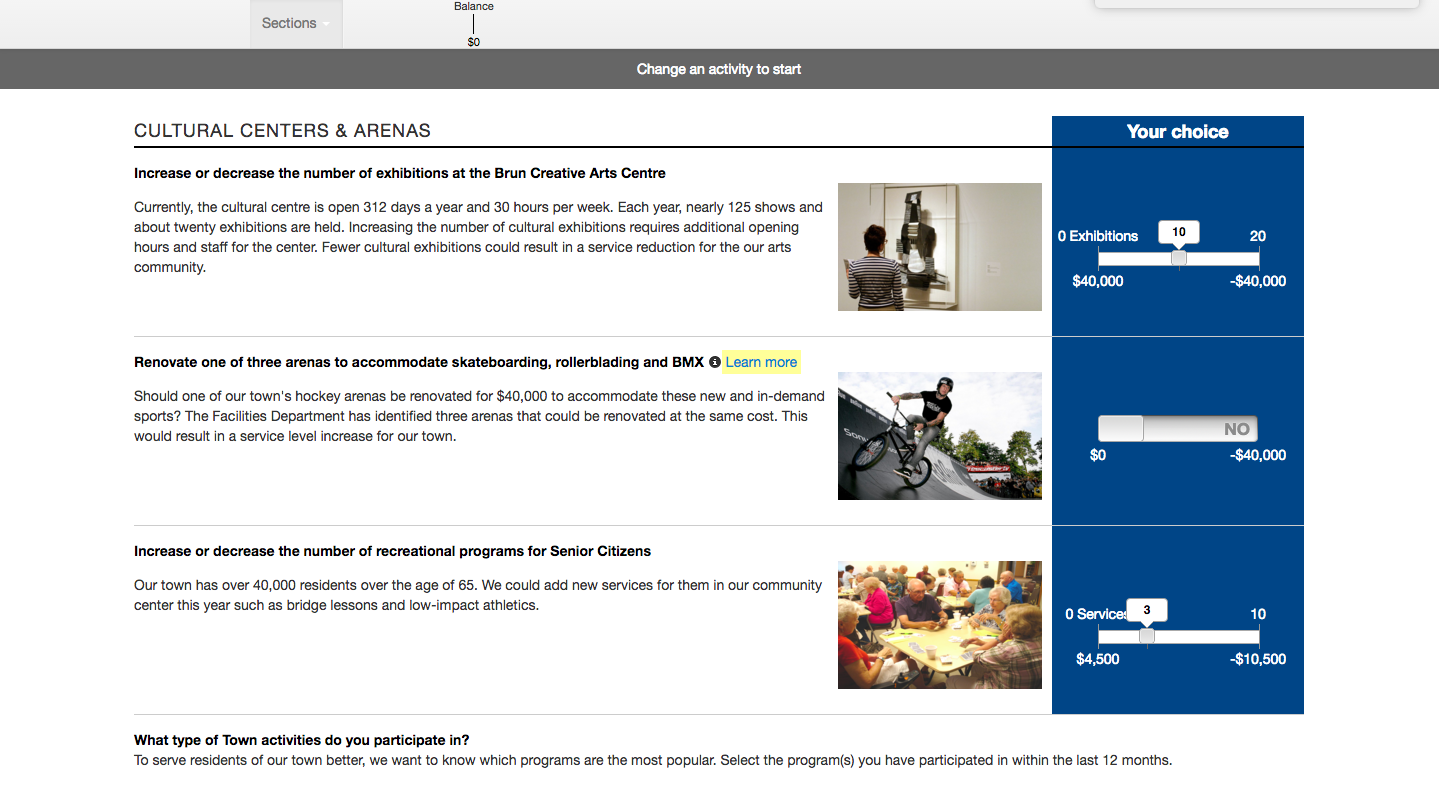 Balance
Sections
$0
Change an activity to start
CULTURAL CENTERS & ARENAS
Your choice
Increase or decrease the number of exhibitions at the Brun Creative Arts Centre
Currently, the cultural centre is open 312 days a year and 30 hours per week. Each year, nearly 125 shows and
about twenty exhibitions are held. Increasing the number of cultural exhibitions requires additional opening
hours and staff for the center. Fewer cultural exhibitions could result in a service reduction for the our arts
community.
0 Exhibitions 10 20
$40,000 -$40,000
Renovate one of three arenas to accommodate skateboarding, rollerblading and BMX Learn more
Should one of our town's hockey arenas be renovated for $40,000 to accommodate these new and in-demand
sports? The Facilities Department has identified three arenas that could be renovated at the same cost. This
would result in a service level increase for our town.
NO
$0 -$40,000
Increase or decrease the number of recreational programs for Senior Citizens
Our town has over 40,000 residents over the age of 65. We could add new services for them in our community
center this year such as bridge lessons and low-impact athletics.
0 Services 3 10
$4,500 -$10,500
What type of Town activities do you participate in?
To serve residents of our town better, we want to know which programs are the most popular. Select the program(s) you have participated in within the last 12 months.